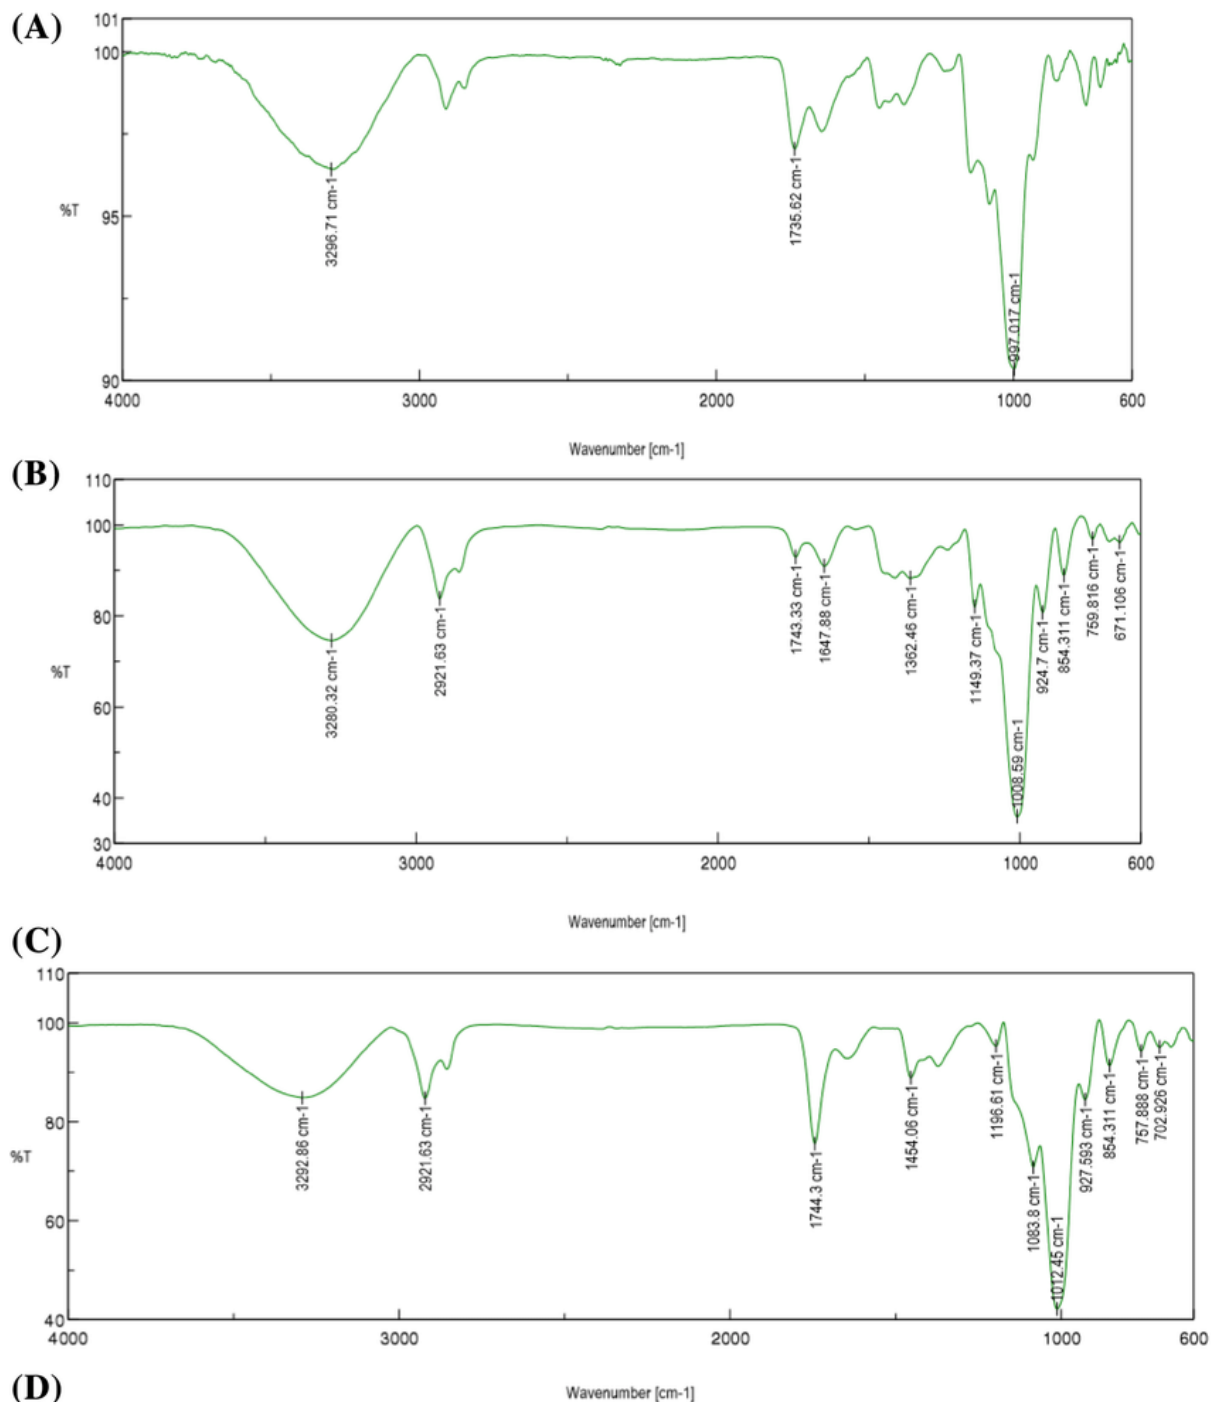 (A)
101
100
95
90
%T
3296.71 cm-1
1735.62 cm-1
997.017 cm-1
4000
3000
2000
1000
600
Wavenumber [cm-1]
(B)
110
100
80
60
40
30
%T
3280.32 cm-1
2921.63 cm-1
1743.33 cm-1
1647.88 cm-1
1362.46 cm-1
1149.37 cm-1
1008.59 cm-1
924.7 cm-1
854.311 cm-1
759.816 cm-1
671.106 cm-1
4000
3000
2000
1000
600
Wavenumber [cm-1]
(C)
110
100
80
60
40
%T
3292.86 cm-1
2921.63 cm-1
1744.3 cm-1
1454.06 cm-1
1196.61 cm-1
1083.8 cm-1
1012.45 cm-1
927.593 cm-1
854.311 cm-1
757.888 cm-1
702.926 cm-1
4000
3000
2000
1000
600
Wavenumber [cm-1]
(D)